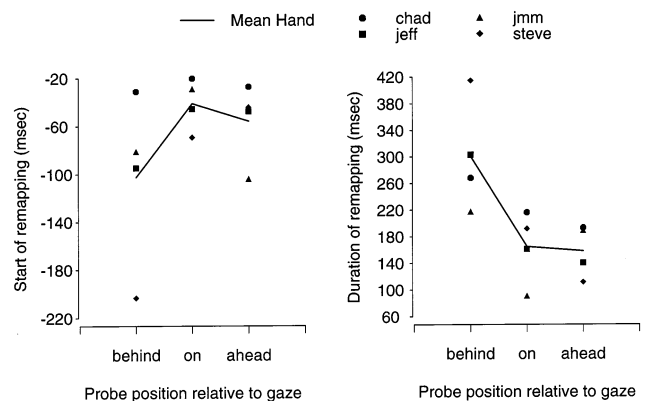 Mean Hand
chad
jmm
jeff
steve
Start of remapping (msec)
-20
-60
-100
-140
-180
-220
behind on ahead
Probe position relative to gaze
Duration of remapping (msec)
420
380
340
300
260
220
180
140
100
60
behind on ahead
Probe position relative to gaze